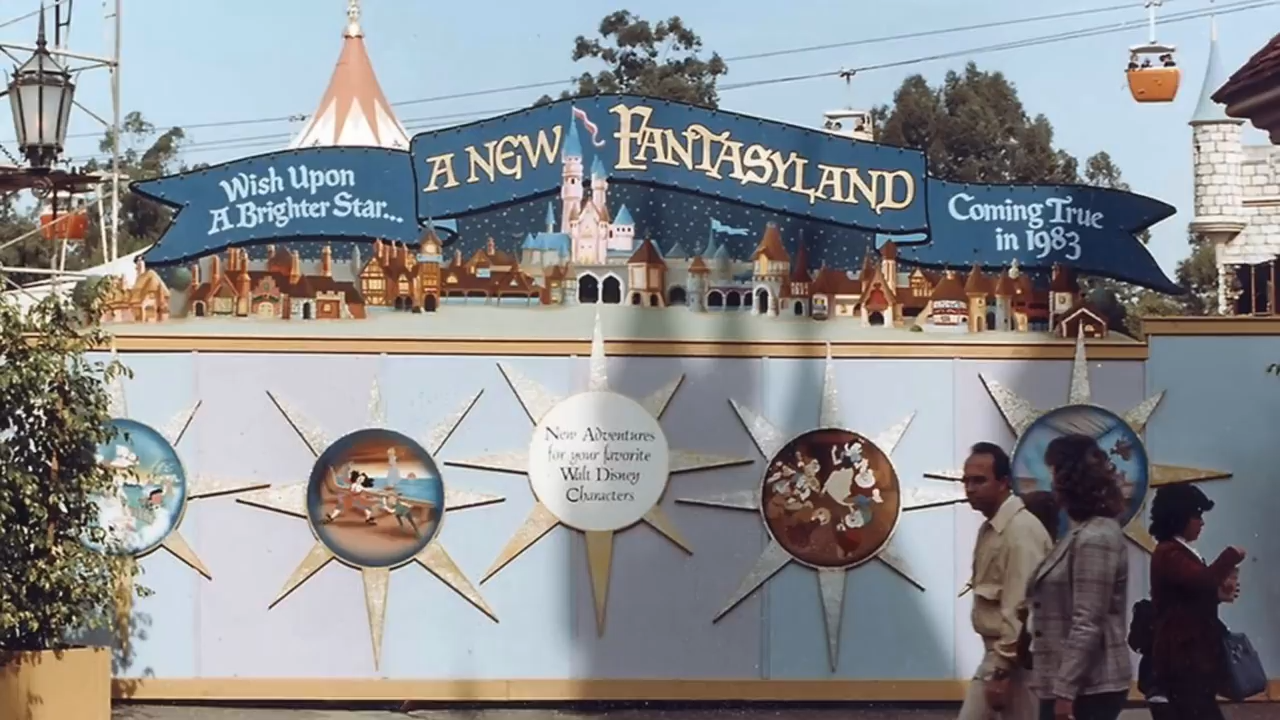 Wish Upon
A Brighter Star...
A NEW FANTASYLAND
Coming True
in 1983
New Adventures
for your favorite
Walt Disney
Characters